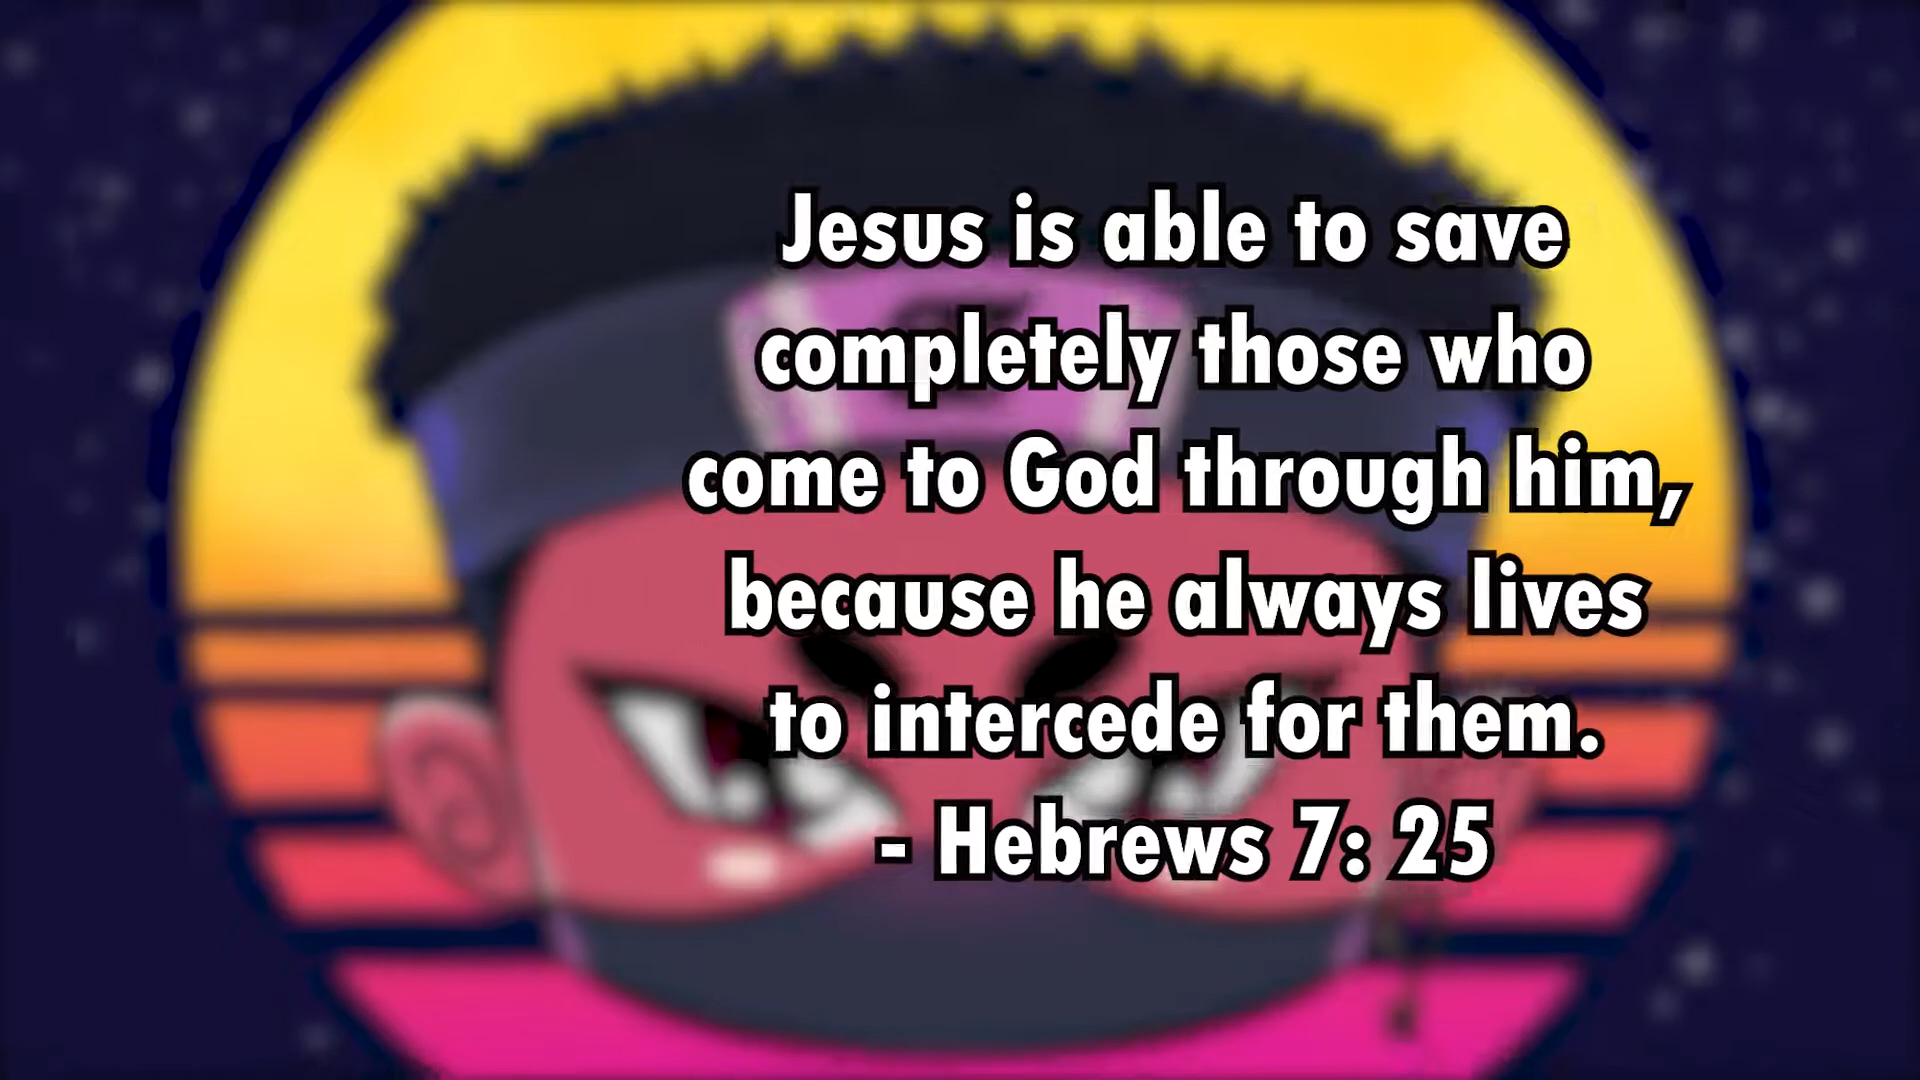 Jesus is able to save
completely those who
come to God through him,
because he always lives
to intercede for them.
- Hebrews 7: 25